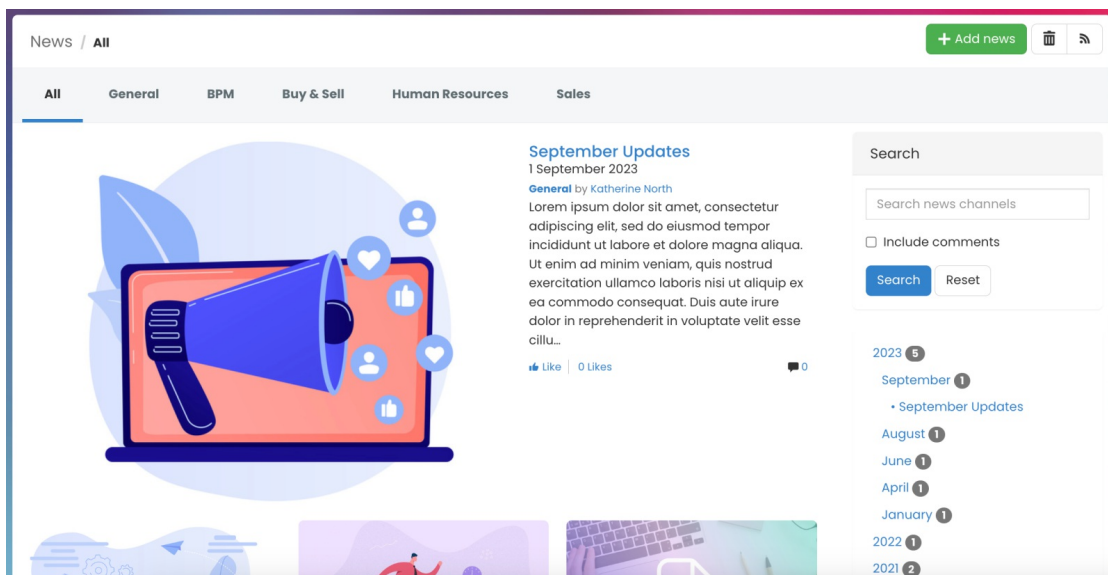 News / All
+ Add news
All General BPM Buy & Sell Human Resources Sales
September Updates
1 September 2023
General by Katherine North
Lorem ipsum dolor sit amet, consectetur
adipiscing elit, sed do eiusmod tempor
incididunt ut labore et dolore magna aliqua.
Ut enim ad minim veniam, quis nostrud
exercitation ullamco laboris nisi ut aliquip ex
ea commodo consequat. Duis aute irure
dolor in reprehenderit in voluptate velit esse
cillu...
Like 0 Likes 0
Search
Search news channels
Include comments
Search Reset
2023 5
September 1
• September Updates
August 1
June 1
April 1
January 1
2022 1
2021 2